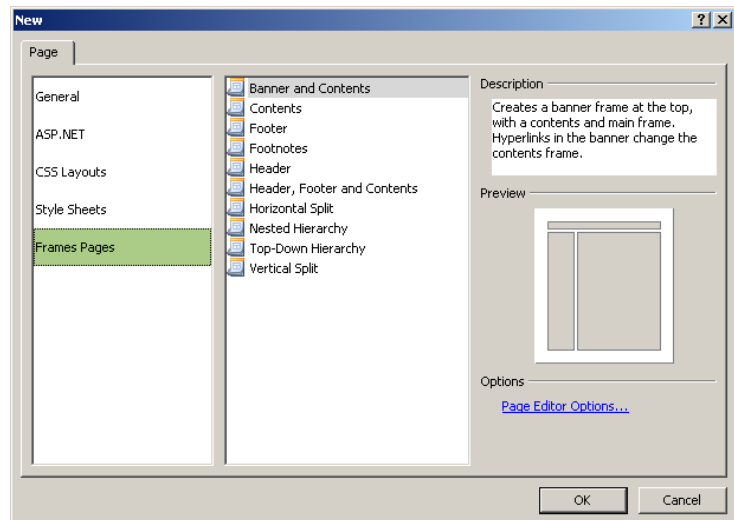 New
Page
General
ASP.NET
CSS Layouts
Style Sheets
Frames Pages
Banner and Contents
Contents
Footer
Footnotes
Header
Header, Footer and Contents
Horizontal Split
Nested Hierarchy
Top-Down Hierarchy
Vertical Split
Description
Creates a banner frame at the top,
with a contents and main frame.
Hyperlinks in the banner change the
contents frame.
Preview
Options
Page Editor Options...
OK
Cancel